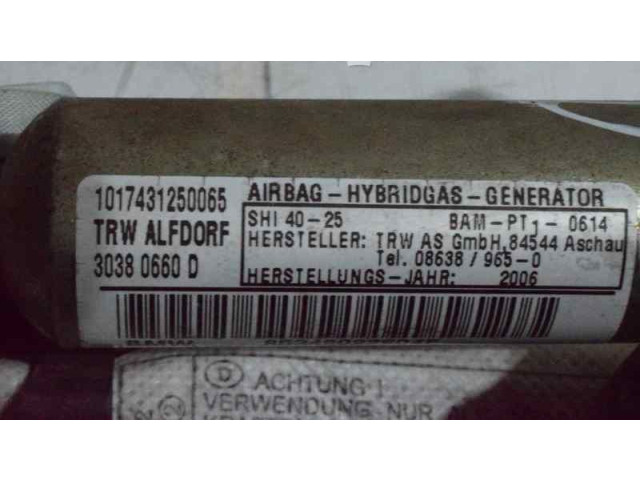 1017431250065
TRW ALFDORF
3038 0660 D
AIRBAG-HYBRIDGAS-GENERATOR
SHI 40-25 BAM-PT1-0614
HERSTELLER: TRW AS GmbH, 84544 Aschau
Tel. 08638/965-0
HERSTELLUNGS-JAHR: 2006
BMW
D ACHTUNG!
VERWENDUNG NUR